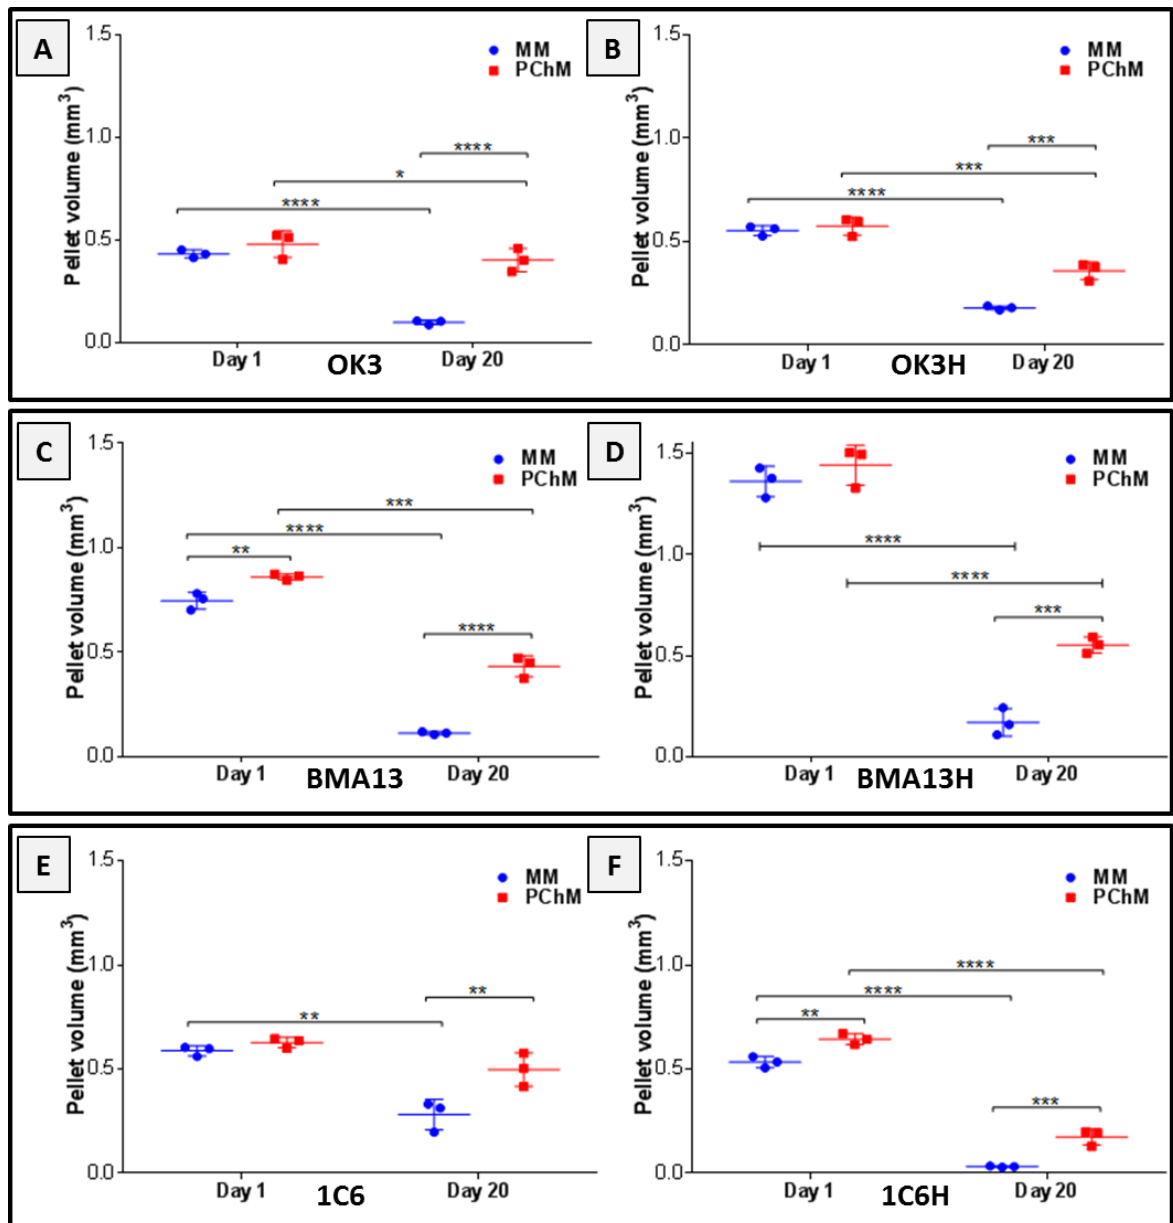 A
Pellet volume (mm³)
1.5
1.0
0.5
0.0
MM
PChM
****
*
****
Day 1
OK3
Day 20
B
Pellet volume (mm³)
1.5
1.0
0.5
0.0
MM
PChM
***
***
****
Day 1
OK3H
Day 20
C
Pellet volume (mm³)
1.5
1.0
0.5
0.0
MM
PChM
***
****
**
****
Day 1
BMA13
Day 20
D
Pellet volume (mm³)
1.5
1.0
0.5
0.0
MM
PChM
****
****
***
Day 1
BMA13H
Day 20
E
Pellet volume (mm³)
1.5
1.0
0.5
0.0
MM
PChM
**
**
Day 1
1C6
Day 20
F
Pellet volume (mm³)
1.5
1.0
0.5
0.0
MM
PChM
****
****
**
***
Day 1
1C6H
Day 20